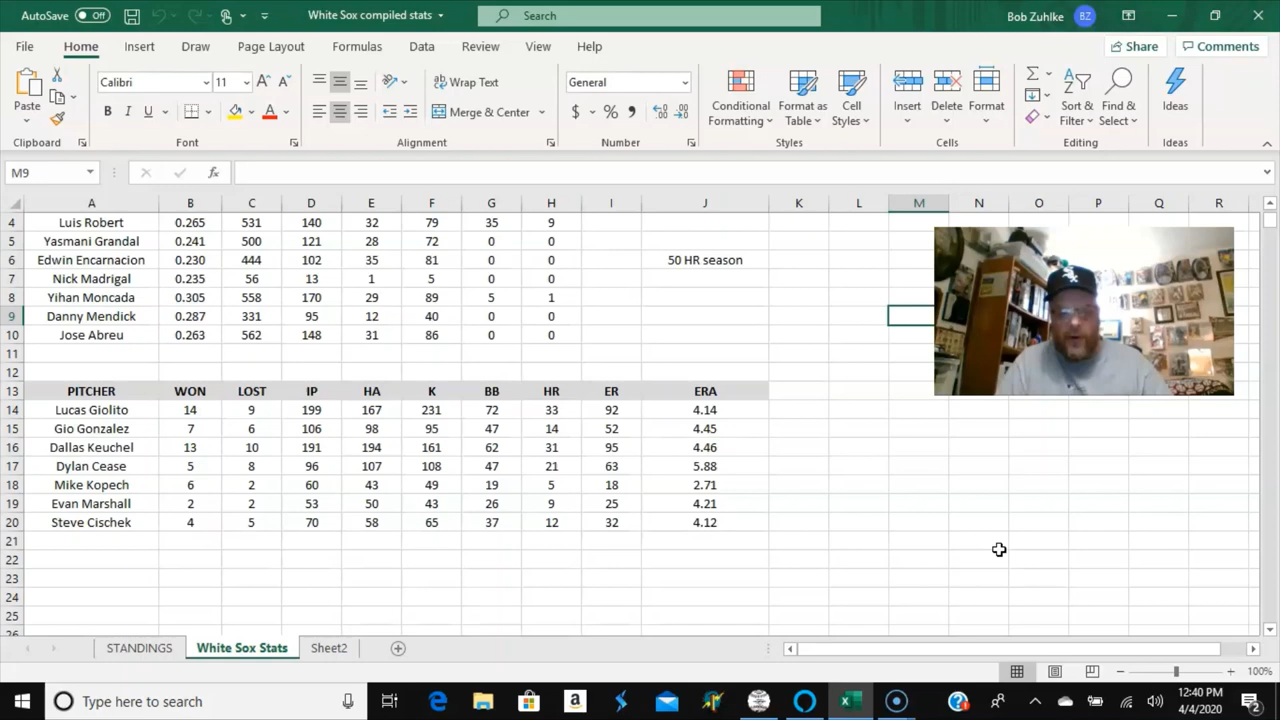 AutoSave Off White Sox compiled stats Search Bob Zuhlke BZ
File Home Insert Draw Page Layout Formulas Data Review View Help Share Comments
Paste Calibri 11 Wrap Text General Conditional Formatting Format as Table Cell Styles Insert Delete Format Sort & Filter Find & Select Ideas
B I U Merge & Center $ % ,
Clipboard Font Alignment Number Styles Cells Editing Ideas
M9 fx
A B C D E F G H I J K L M N O P Q R
4 Luis Robert 0.265 531 140 32 79 35 9
5 Yasmani Grandal 0.241 500 121 28 72 0 0
6 Edwin Encarnacion 0.230 444 102 35 81 0 0 50 HR season
7 Nick Madrigal 0.235 56 13 1 5 0 0
8 Yihan Moncada 0.305 558 170 29 89 5 1
9 Danny Mendick 0.287 331 95 12 40 0 0
10 Jose Abreu 0.263 562 148 31 86 0 0
11
12
13 PITCHER WON LOST IP HA K BB HR ER ERA
14 Lucas Giolito 14 9 199 167 231 72 33 92 4.14
15 Gio Gonzalez 7 6 106 98 95 47 14 52 4.45
16 Dallas Keuchel 13 10 191 194 161 62 31 95 4.46
17 Dylan Cease 5 8 96 107 108 47 21 63 5.88
18 Mike Kopech 6 2 60 43 49 19 5 18 2.71
19 Evan Marshall 2 2 53 50 43 26 9 25 4.21
20 Steve Cischek 4 5 70 58 65 37 12 32 4.12
21
22
23
24
25
26
STANDINGS White Sox Stats Sheet2
100%
Type here to search 12:40 PM
4/4/2020 2